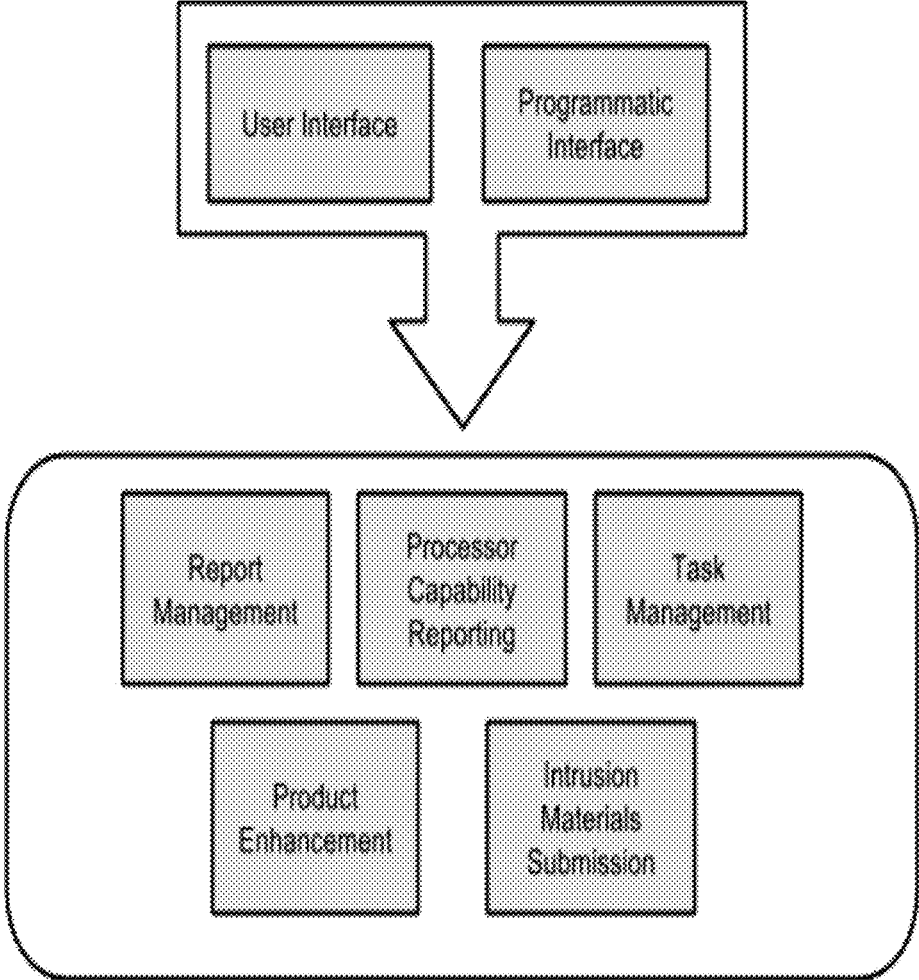 User Interface
Programmatic
Interface
Report
Management
Processor
Capability
Reporting
Task
Management
Product
Enhancement
Intrusion
Materials
Submission